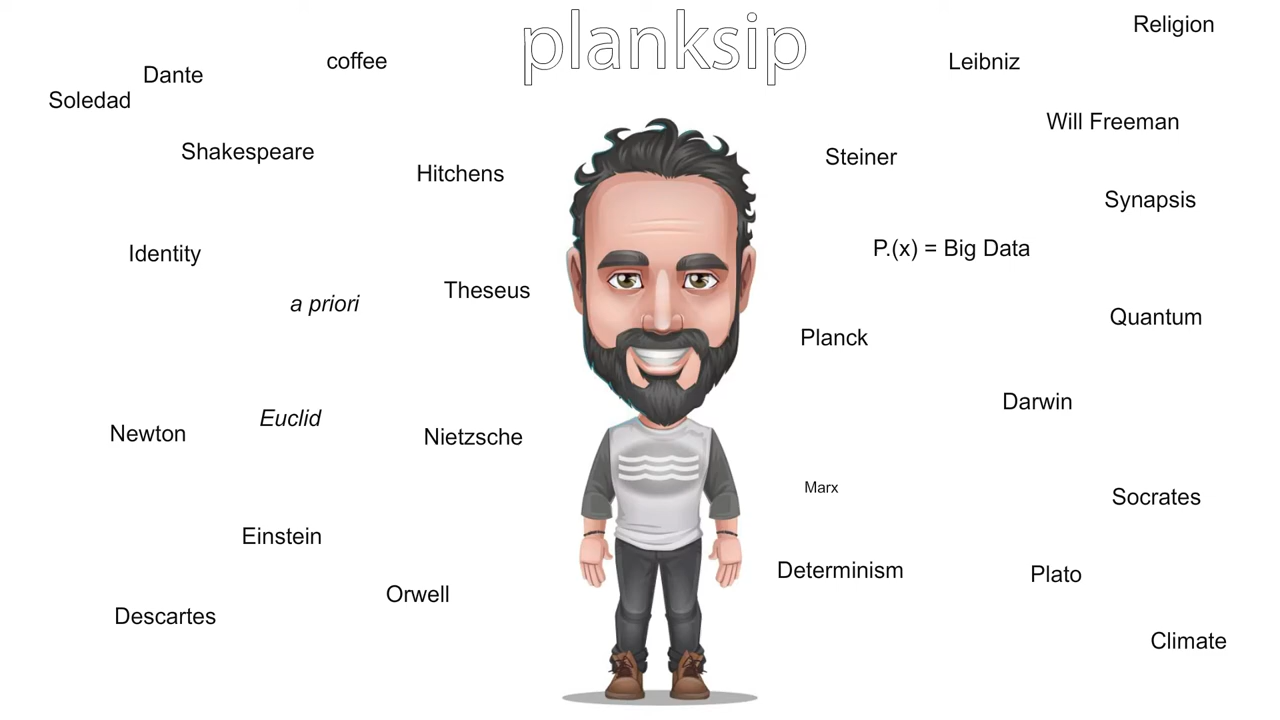 planksip
Religion
coffee
Leibniz
Dante
Soledad
Will Freeman
Shakespeare
Steiner
Hitchens
Synapsis
P.(x) = Big Data
Identity
Theseus
a priori
Quantum
Planck
Darwin
Euclid
Newton
Nietzsche
Marx
Socrates
Einstein
Determinism
Plato
Orwell
Descartes
Climate